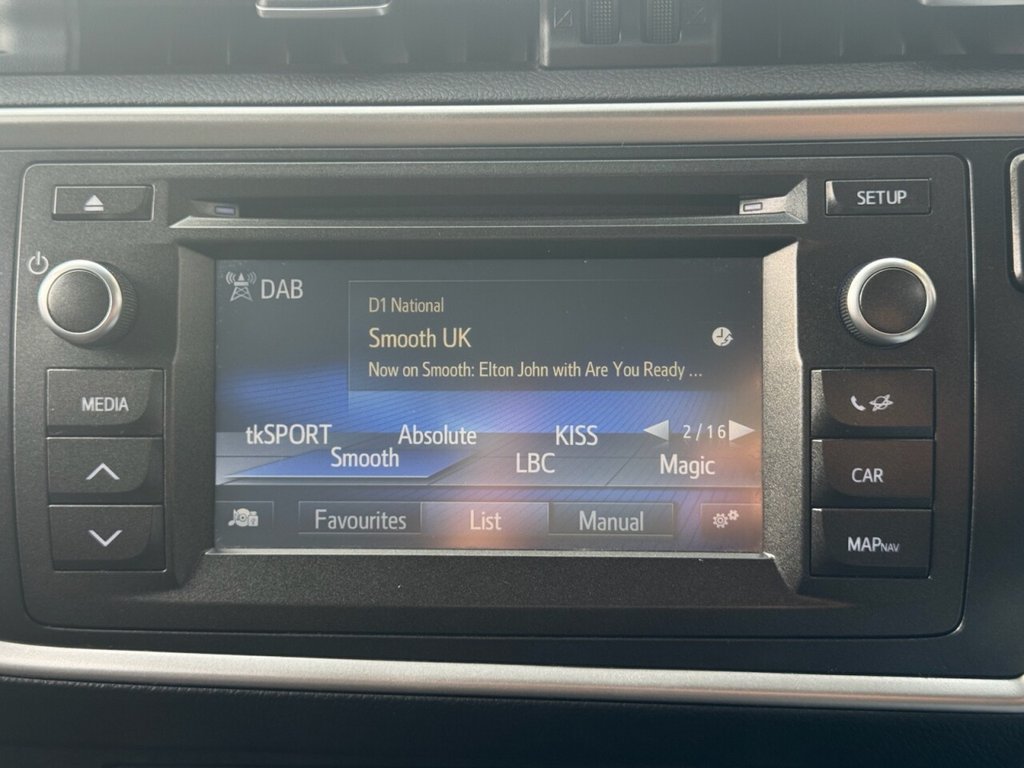 SETUP
DAB
D1 National
Smooth UK
Now on Smooth: Elton John with Are You Ready ...
MEDIA
tkSPORT Absolute KISS 2 / 16
Smooth LBC Magic
CAR
Favourites List Manual
MAPNAV